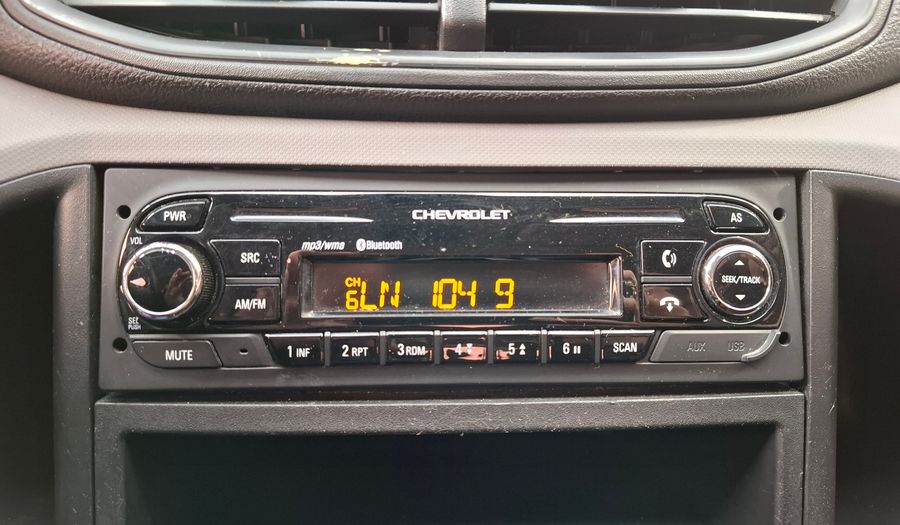 CHEVROLET
PWR
AS
VOL
mp3/wma Bluetooth
SRC
SEEK/TRACK
CH
6 LN 104 9
AM/FM
SEL
PUSH
MUTE
1 INF
2 RPT
3 RDM
4
5
6
SCAN
AUX
USB